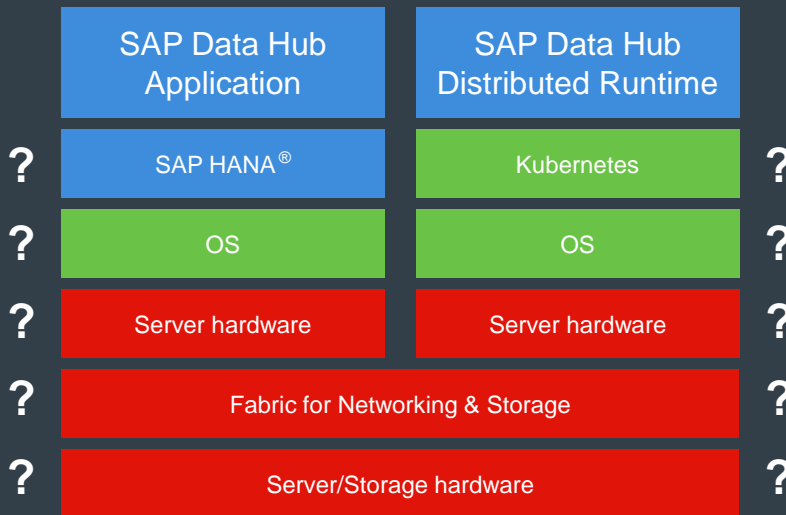 SAP Data Hub
Application
SAP Data Hub
Distributed Runtime
? SAP HANA® Kubernetes ?
? OS OS ?
? Server hardware Server hardware ?
? Fabric for Networking & Storage ?
? Server/Storage hardware ?